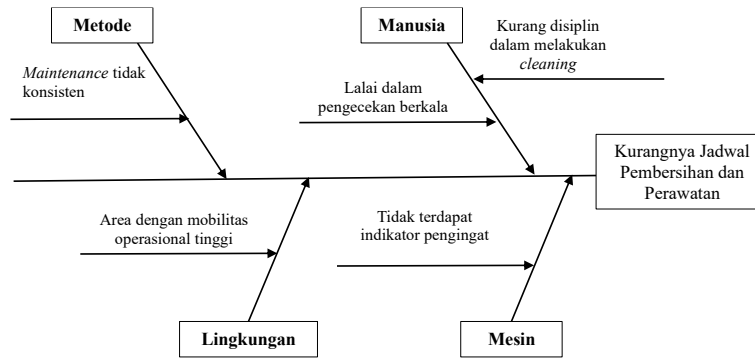 Metode
Manusia
Kurang disiplin
dalam melakukan
cleaning
Maintenance tidak
konsisten
Lalai dalam
pengecekan berkala
Kurangnya Jadwal
Pembersihan dan
Perawatan
Area dengan mobilitas
operasional tinggi
Tidak terdapat
indikator pengingat
Lingkungan
Mesin